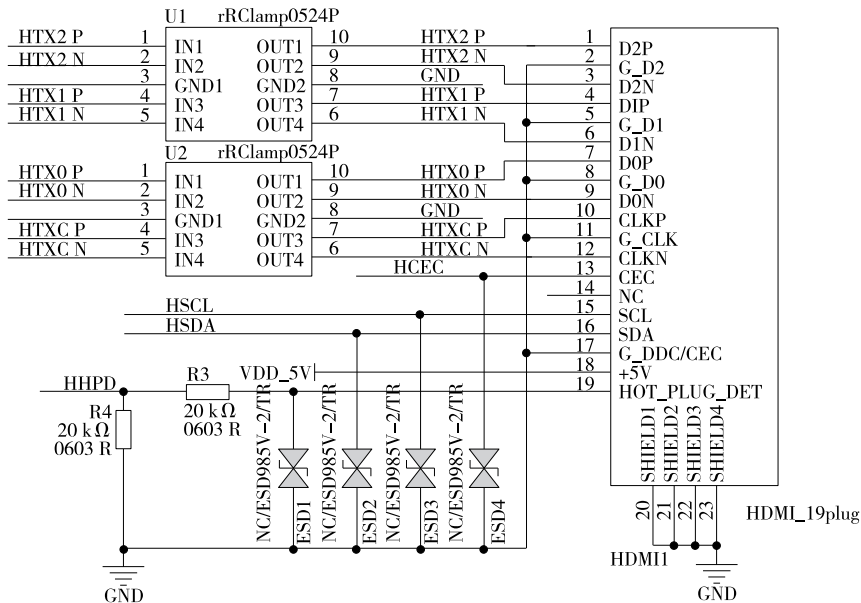 U1 rRClamp0524P
HTX2 P 1 IN1 OUT1 10 HTX2 P 1 D2P
HTX2 N 2 IN2 OUT2 9 HTX2 N 2 G_D2
3 GND1 GND2 8 GND 3 D2N
HTX1 P 4 IN3 OUT3 7 HTX1 P 4 DIP
HTX1 N 5 IN4 OUT4 6 HTX1 N 5 G_D1
6 D1N
U2 rRClamp0524P
7 D0P
HTX0 P 1 IN1 OUT1 10 HTX0 P 8 G_D0
HTX0 N 2 IN2 OUT2 9 HTX0 N 9 D0N
3 GND1 GND2 8 GND 10 CLKP
HTXC P 4 IN3 OUT3 7 HTXC P 11 G_CLK
HTXC N 5 IN4 OUT4 6 HTXC N 12 CLKN
HCEC 13 CEC
14 NC
HSCL 15 SCL
HSDA 16 SDA
17 G_DDC/CEC
VDD_5V 18 +5V
HHPD R3 19 HOT_PLUG_DET
20 kΩ
0603 R
R4
20 kΩ
0603 R
NC/ESD985V-2/TR
ESD1
NC/ESD985V-2/TR
ESD2
NC/ESD985V-2/TR
ESD3
NC/ESD985V-2/TR
ESD4
SHIELD1
SHIELD2
SHIELD3
SHIELD4
20
21
22
23
HDMI_19plug
HDMI1
GND
GND